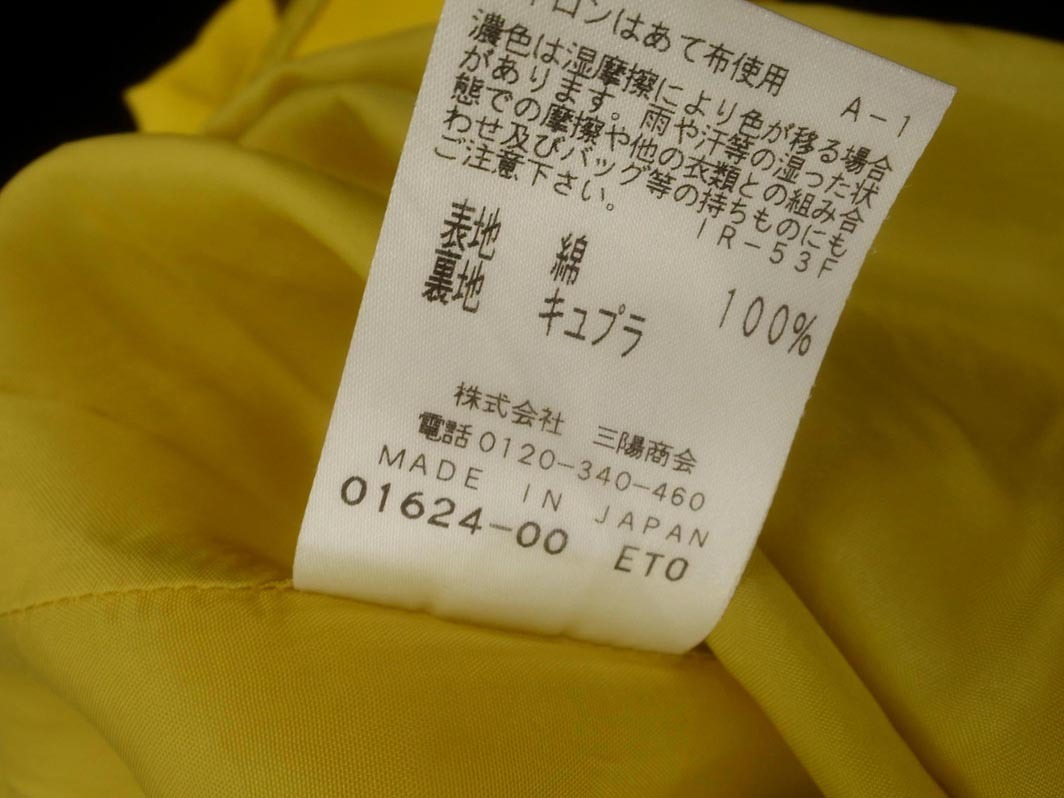 イロンはあて布使用
A-1
濃色は湿摩擦により色が移る場合
があります。雨や汗等の湿った状
態での摩擦や他の衣類との組み合
わせ及びバッグ等の持ちものにも
ご注意下さい。
IR-53F
表地 綿
裏地 キュプラ 100%
株式会社 三陽商会
電話0120-340-460
MADE IN JAPAN
01624-00 ETO